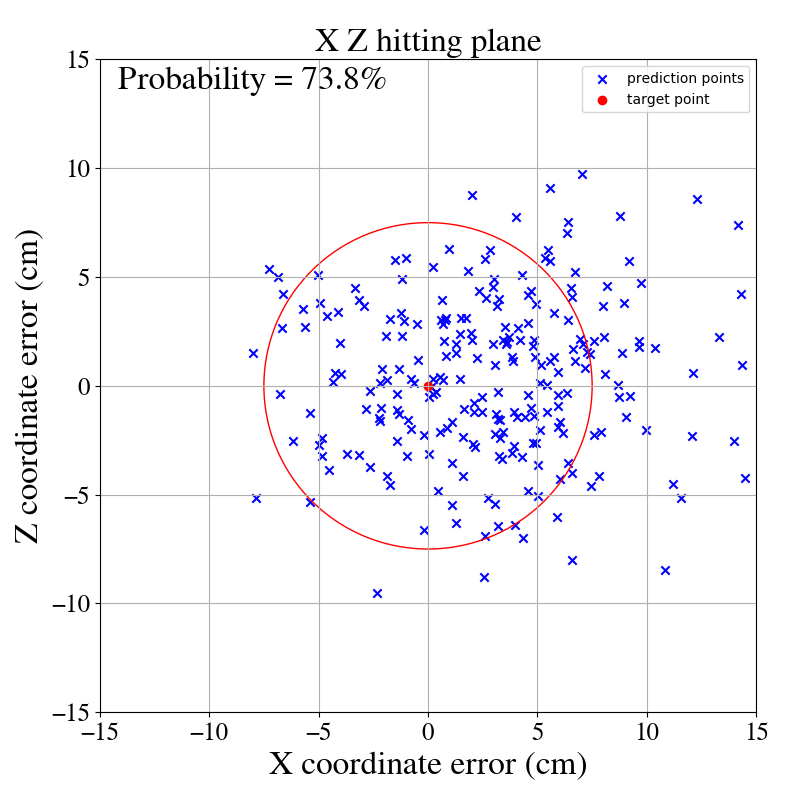 X Z hitting plane
Probability = 73.8%
prediction points
target point
15
10
5
0
−5
−10
−15
Z coordinate error (cm)
−15 −10 −5 0 5 10 15
X coordinate error (cm)